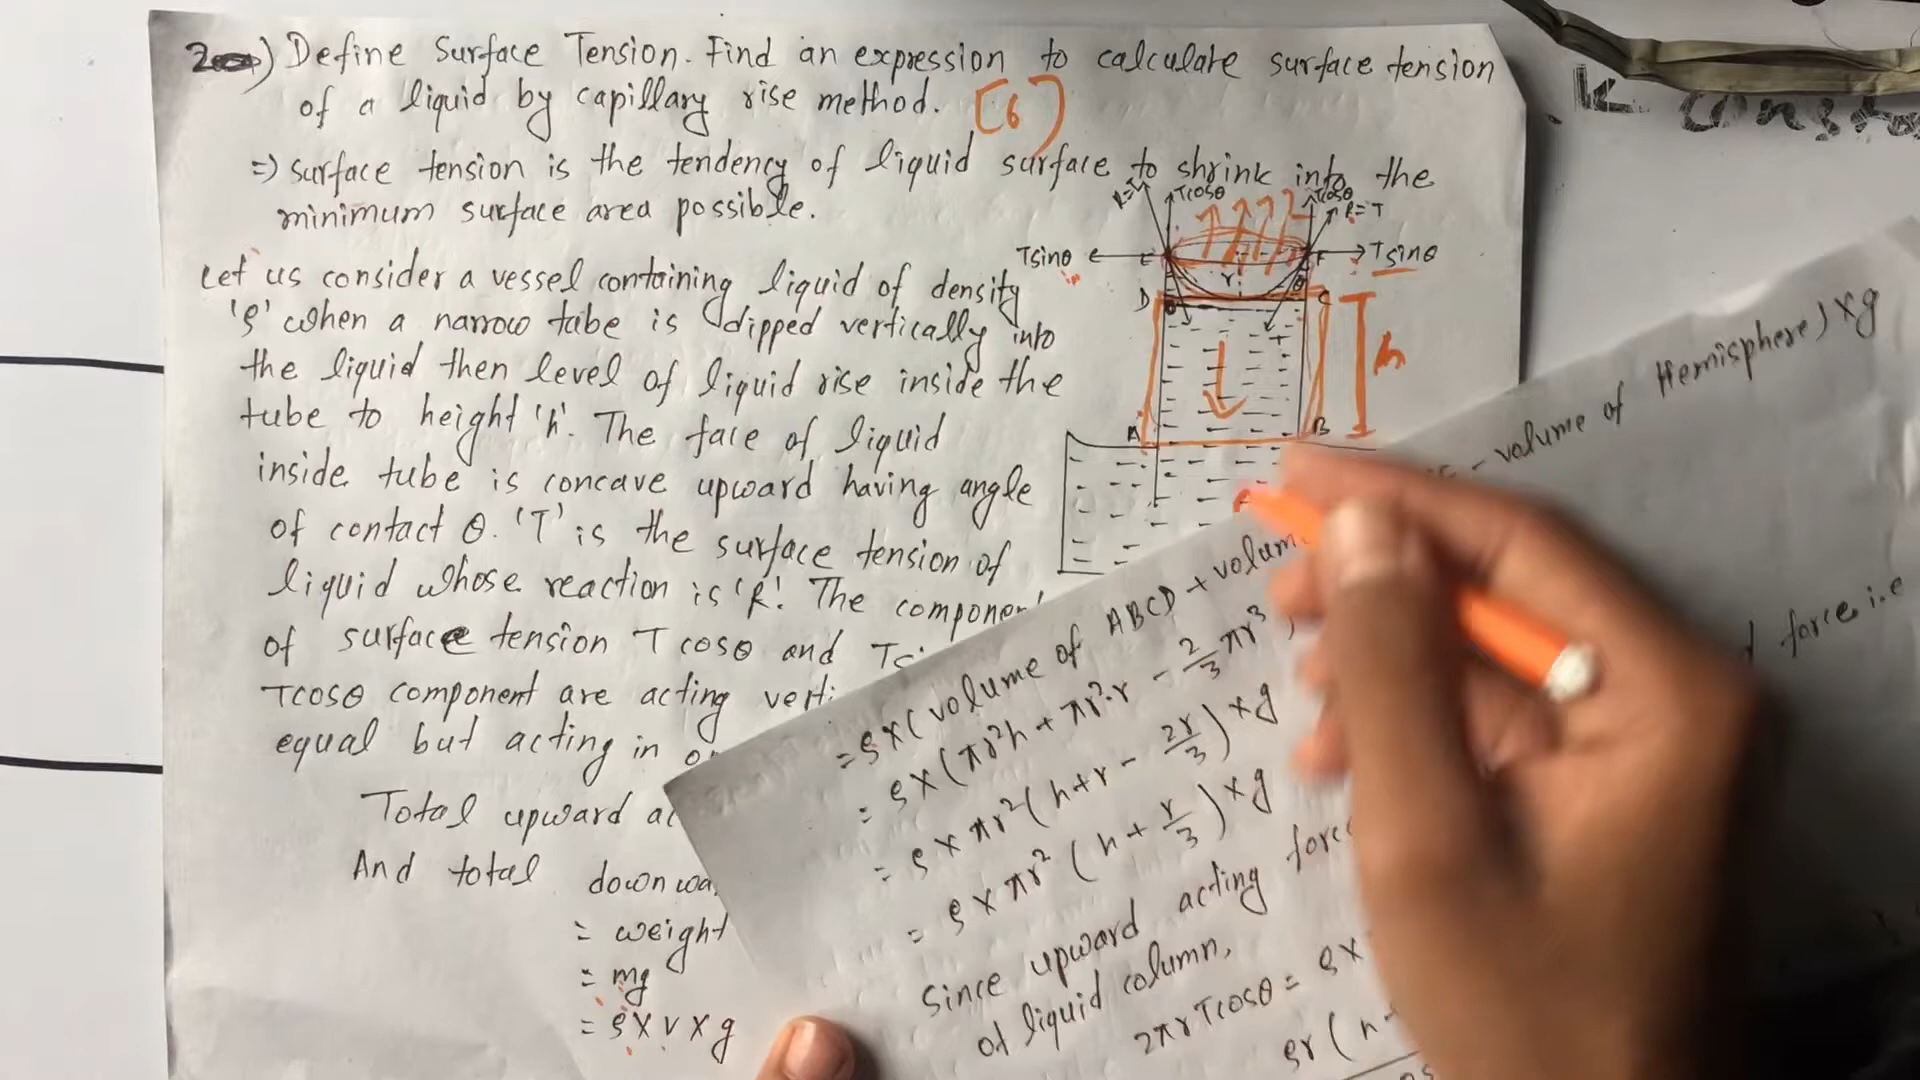 2) Define Surface Tension. Find an expression to calculate surface tension
of a liquid by capillary rise method. [6]
=> surface tension is the tendency of liquid surface to shrink into the
minimum surface area possible.
Let us consider a vessel containing liquid of density
'ρ' when a narrow tube is dipped vertically into
the liquid then level of liquid rise inside the
tube to height 'h'. The face of liquid
inside tube is concave upward having angle
of contact θ. 'T' is the surface tension of
liquid whose reaction is 'R'. The componen
of surface tension T cosθ and Tsi
Tcosθ component are acting verti
equal but acting in o
Total upward ac
And total downwa
= weight
= mg
= ρ x v x g
R=T
Tcosθ
Tcosθ
R=T
Tsinθ
E
F
Tsinθ
r
θ
D
C
T
h
A
B
- volume of Hemisphere) x g
= ρ x (volume of ABCD + volum
= ρ x (πr²h + πr².r - 2/3 πr³)
= ρ x πr² (h + r - 2r/3) x g
= ρ x πr² (h + r/3) x g
Since upward acting force
d force i.e
of liquid column,
2πrTcosθ = ρ x
ρr (h +
k consta